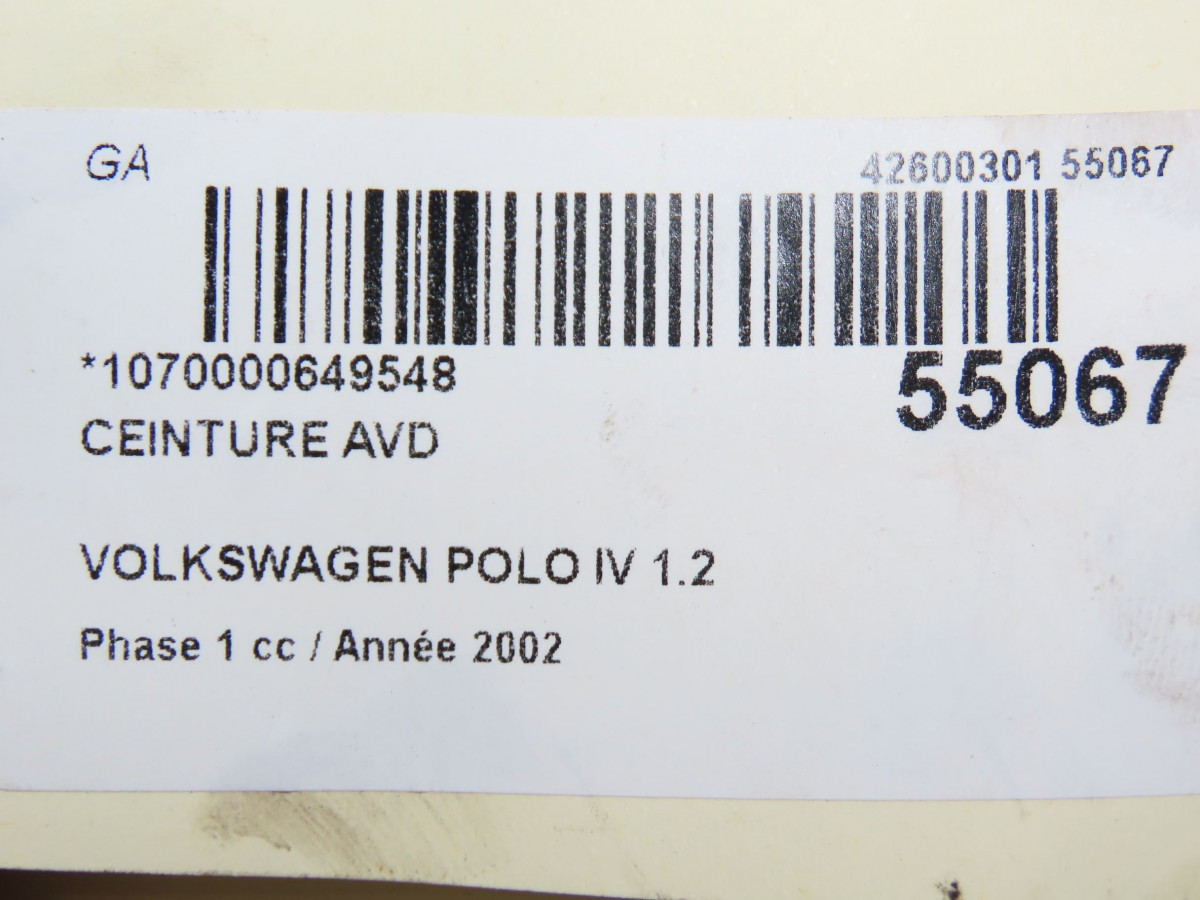 GA
42600301 55067
*1070000649548
55067
CEINTURE AVD
VOLKSWAGEN POLO IV 1.2
Phase 1 cc / Année 2002